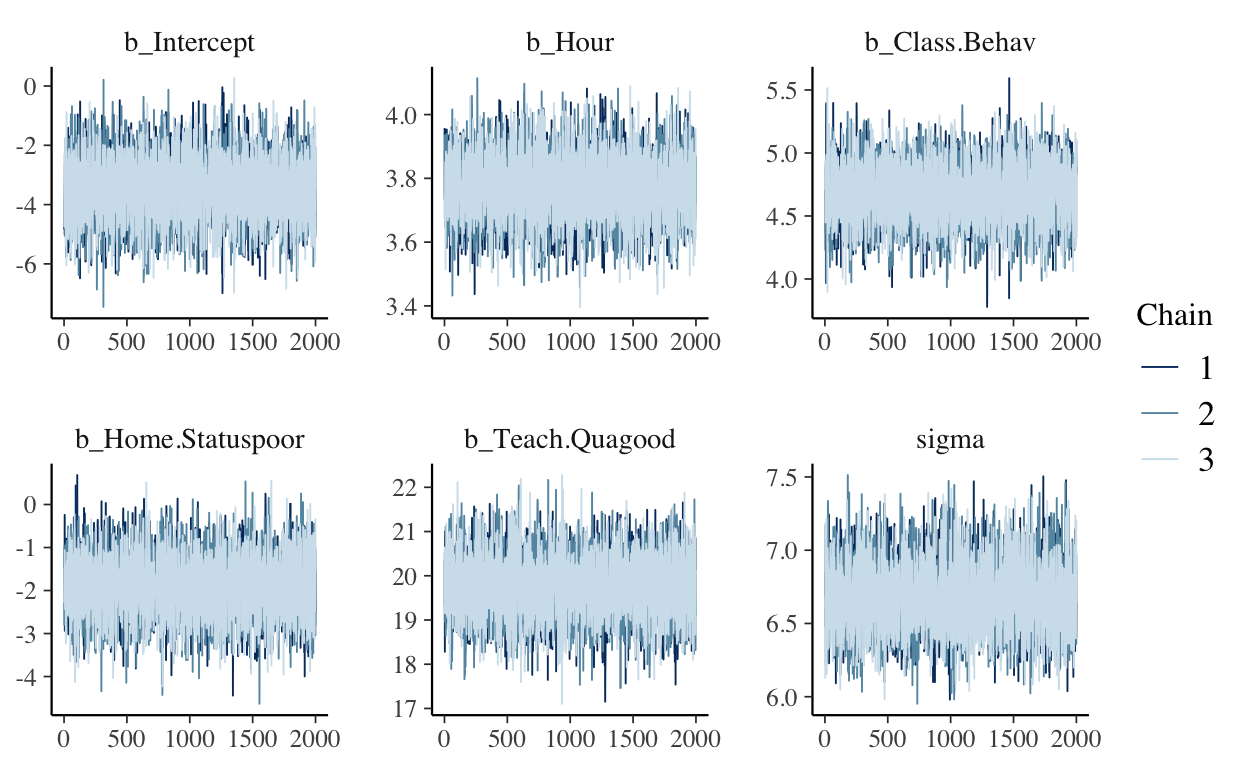 b_Intercept
0
-2
-4
-6
0 500 1000 1500 2000
b_Hour
4.0
3.8
3.6
3.4
0 500 1000 1500 2000
b_Class.Behav
5.5
5.0
4.5
4.0
0 500 1000 1500 2000
b_Home.Statuspoor
0
-1
-2
-3
-4
0 500 1000 1500 2000
b_Teach.Quagood
22
21
20
19
18
17
0 500 1000 1500 2000
sigma
7.5
7.0
6.5
6.0
0 500 1000 1500 2000
Chain
1
2
3